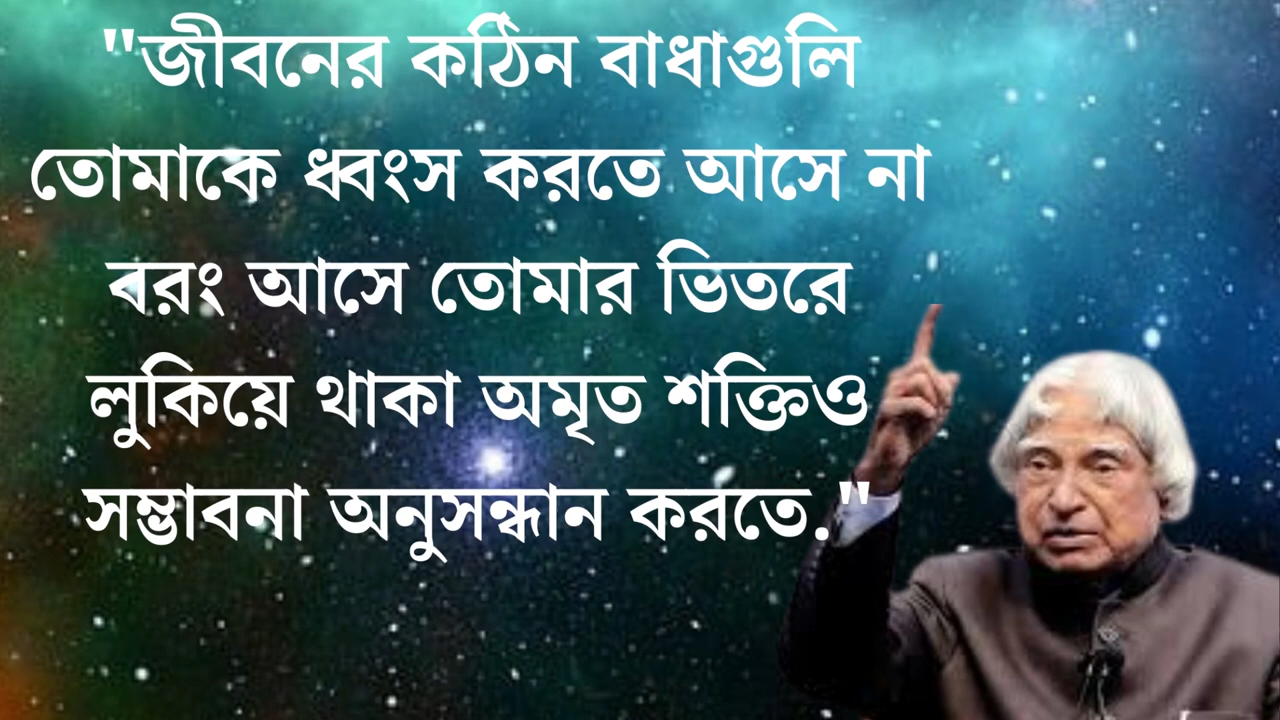 "জীবনের কঠিন বাধাগুলি
তোমাকে ধ্বংস করতে আসে না
বরং আসে তোমার ভিতরে
লুকিয়ে থাকা অমৃত শক্তিও
সম্ভাবনা অনুসন্ধান করতে."